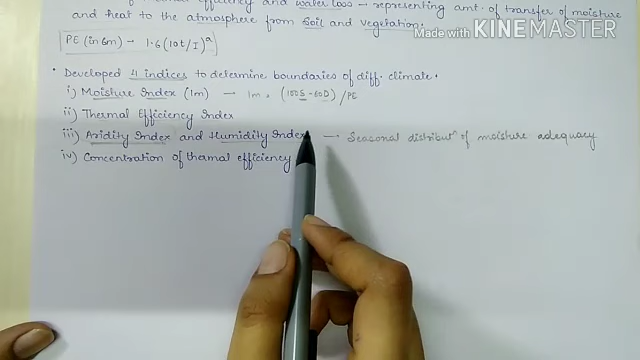 efficiency and water loss - representing amt. of transfer of moisture
Made with KINEMASTER
and heat to the atmosphere from soil and vegetation.
PE (in cm) - 1.6 (10t/I)ᵃ
• Developed 4 indices to determine boundaries of diff. climate.
i) Moisture Index (Im) → Im = (100S - 60D) / PE
ii) Thermal Efficiency Index
iii) Aridity Index and Humidity Index → Seasonal distributⁿ of moisture adequacy
iv) Concentration of thermal efficiency